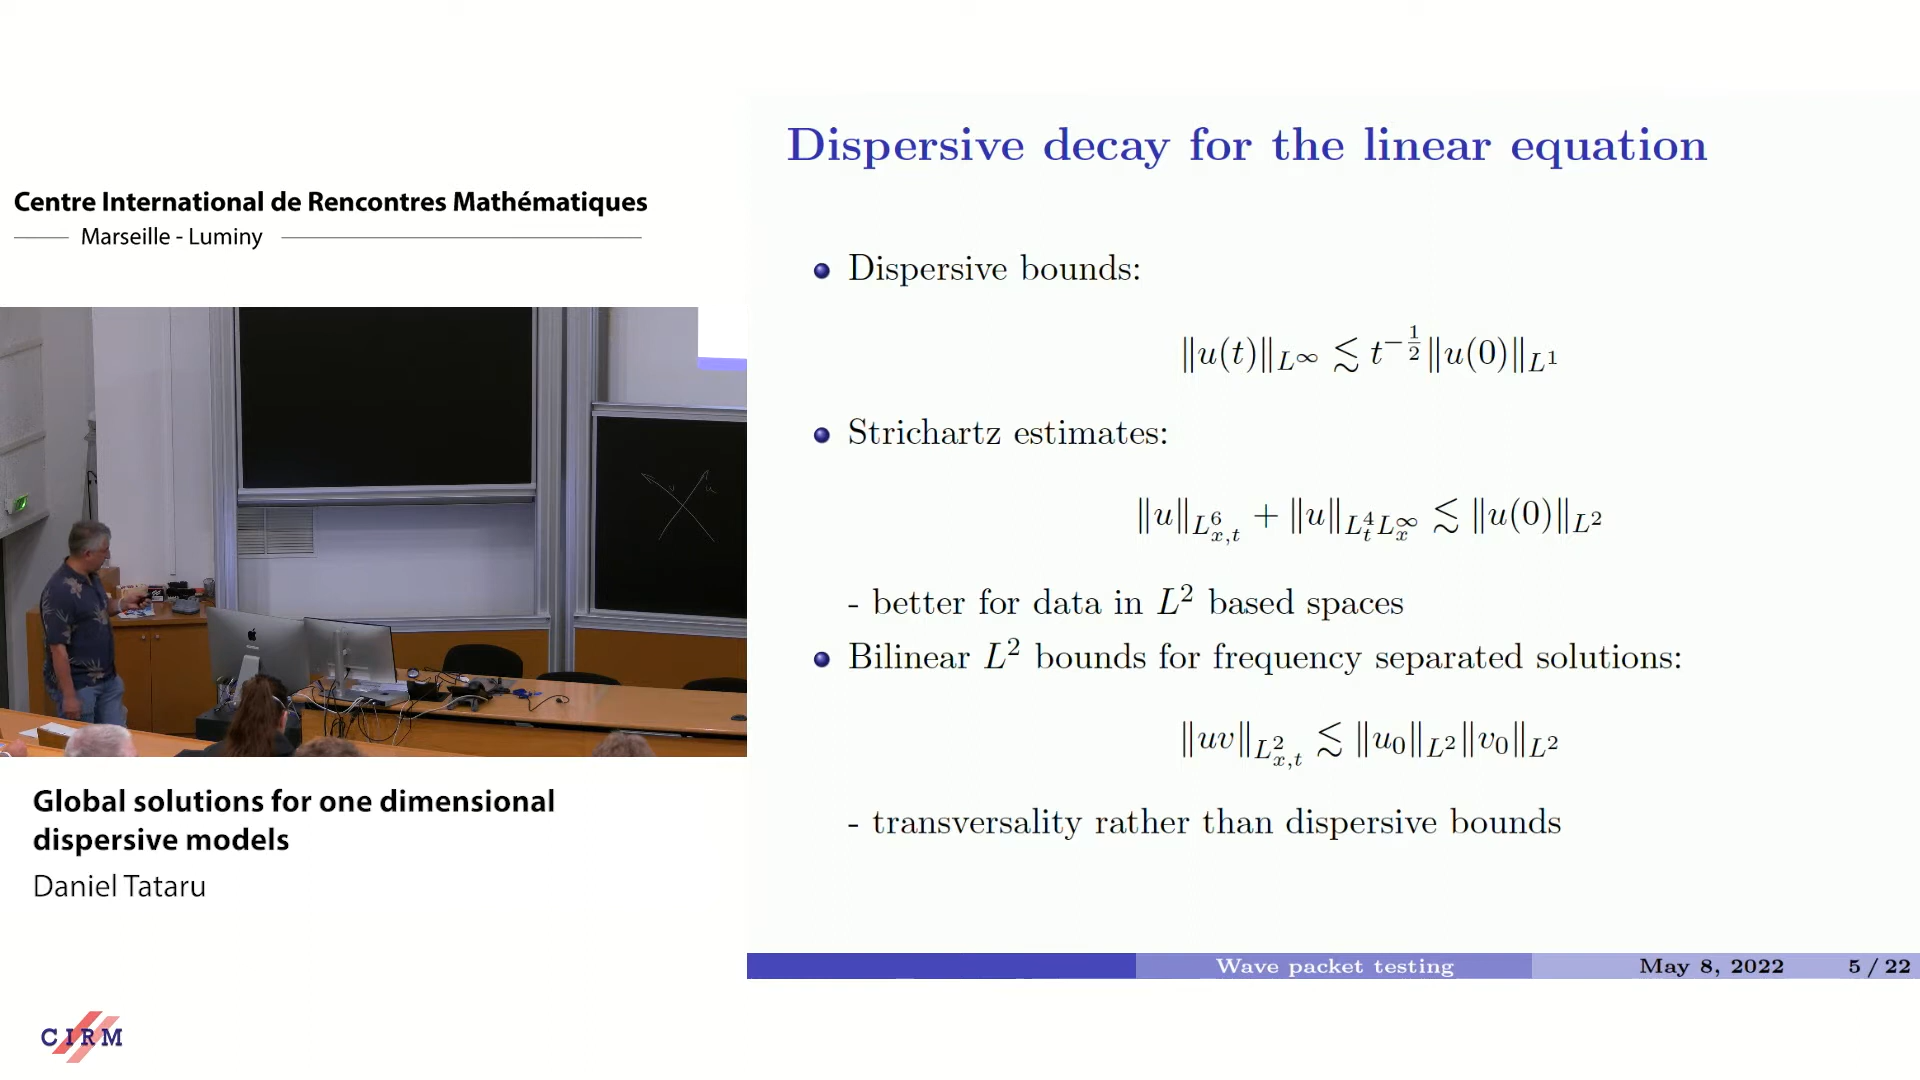 Centre International de Rencontres Mathématiques
Marseille - Luminy
Dispersive decay for the linear equation
Dispersive bounds:
‖u(t)‖_{L^∞} ≲ t^{-1/2}‖u(0)‖_{L^1}
Strichartz estimates:
‖u‖_{L^6_{x,t}} + ‖u‖_{L^4_t L^∞_x} ≲ ‖u(0)‖_{L^2}
- better for data in L^2 based spaces
Bilinear L^2 bounds for frequency separated solutions:
‖uv‖_{L^2_{x,t}} ≲ ‖u_0‖_{L^2}‖v_0‖_{L^2}
- transversality rather than dispersive bounds
Wave packet testing May 8, 2022 5 / 22
Global solutions for one dimensional
dispersive models
Daniel Tataru
CIRM